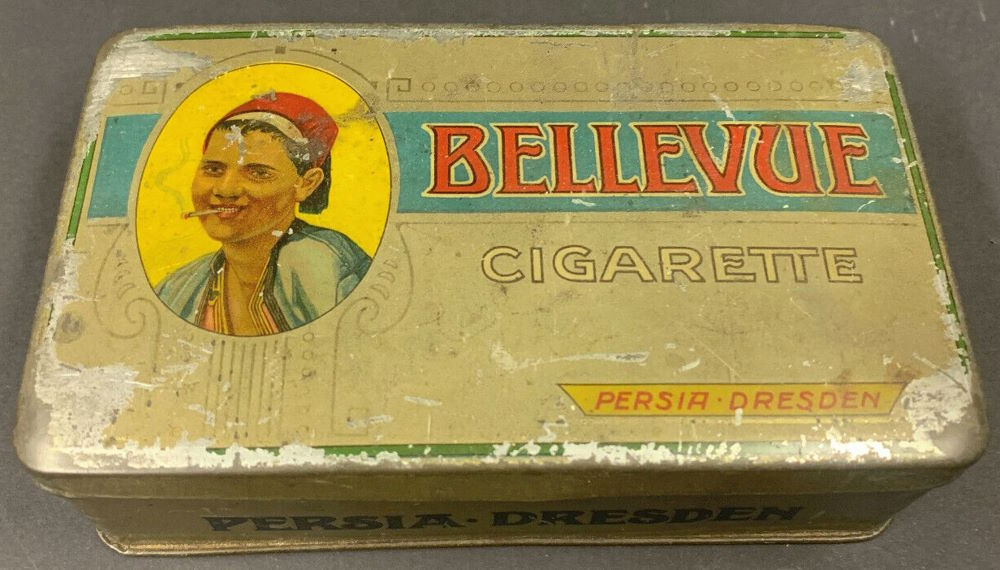 BELLEVUE
CIGARETTE
PERSIA · DRESDEN
PERSIA · DRESDEN